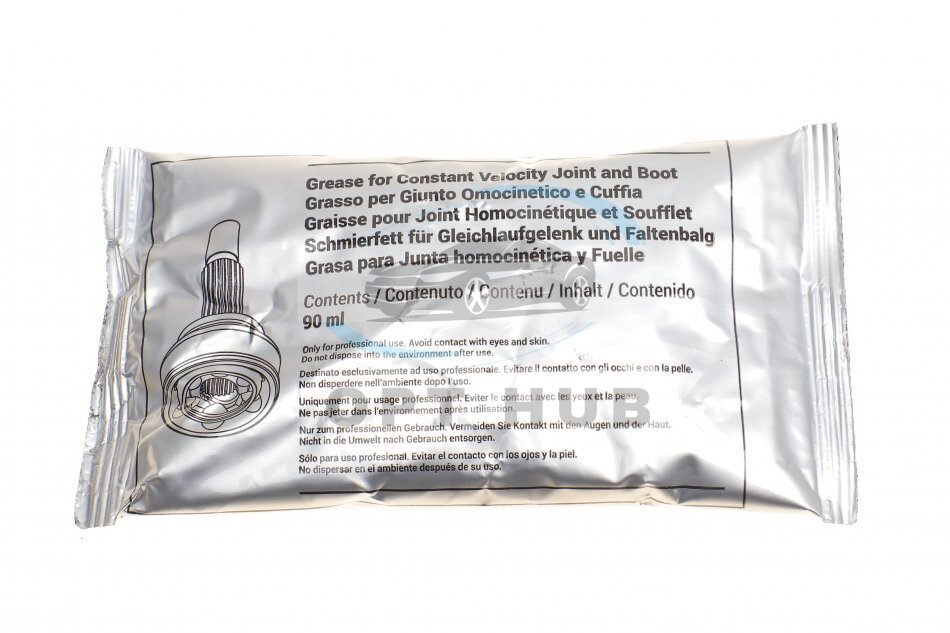 Grease for Constant Velocity Joint and Boot
Grasso per Giunto Omocinetico e Cuffia
Graisse pour Joint Homocinétique et Soufflet
Schmierfett für Gleichlaufgelenk und Faltenbalg
Grasa para Junta homocinética y Fuelle
Contents / Contenuto / Contenu / Inhalt / Contenido
90 ml
Only for professional use. Avoid contact with eyes and skin.
Do not dispose into the environment after use.
Destinato esclusivamente ad uso professionale. Evitare il contatto con gli occhi e con la pelle.
Non disperdere nell'ambiente dopo l'uso.
Uniquement pour usage professionnel. Eviter le contact avec les yeux et la peau.
Ne pas jeter dans l'environnement après utilisation.
HUB
Nur zum professionellen Gebrauch. Vermeiden Sie Kontakt mit den Augen und der Haut.
Nicht in die Umwelt nach Gebrauch entsorgen.
Sólo para uso profesional. Evitar el contacto con los ojos y la piel.
No dispersar en el ambiente después de su uso.